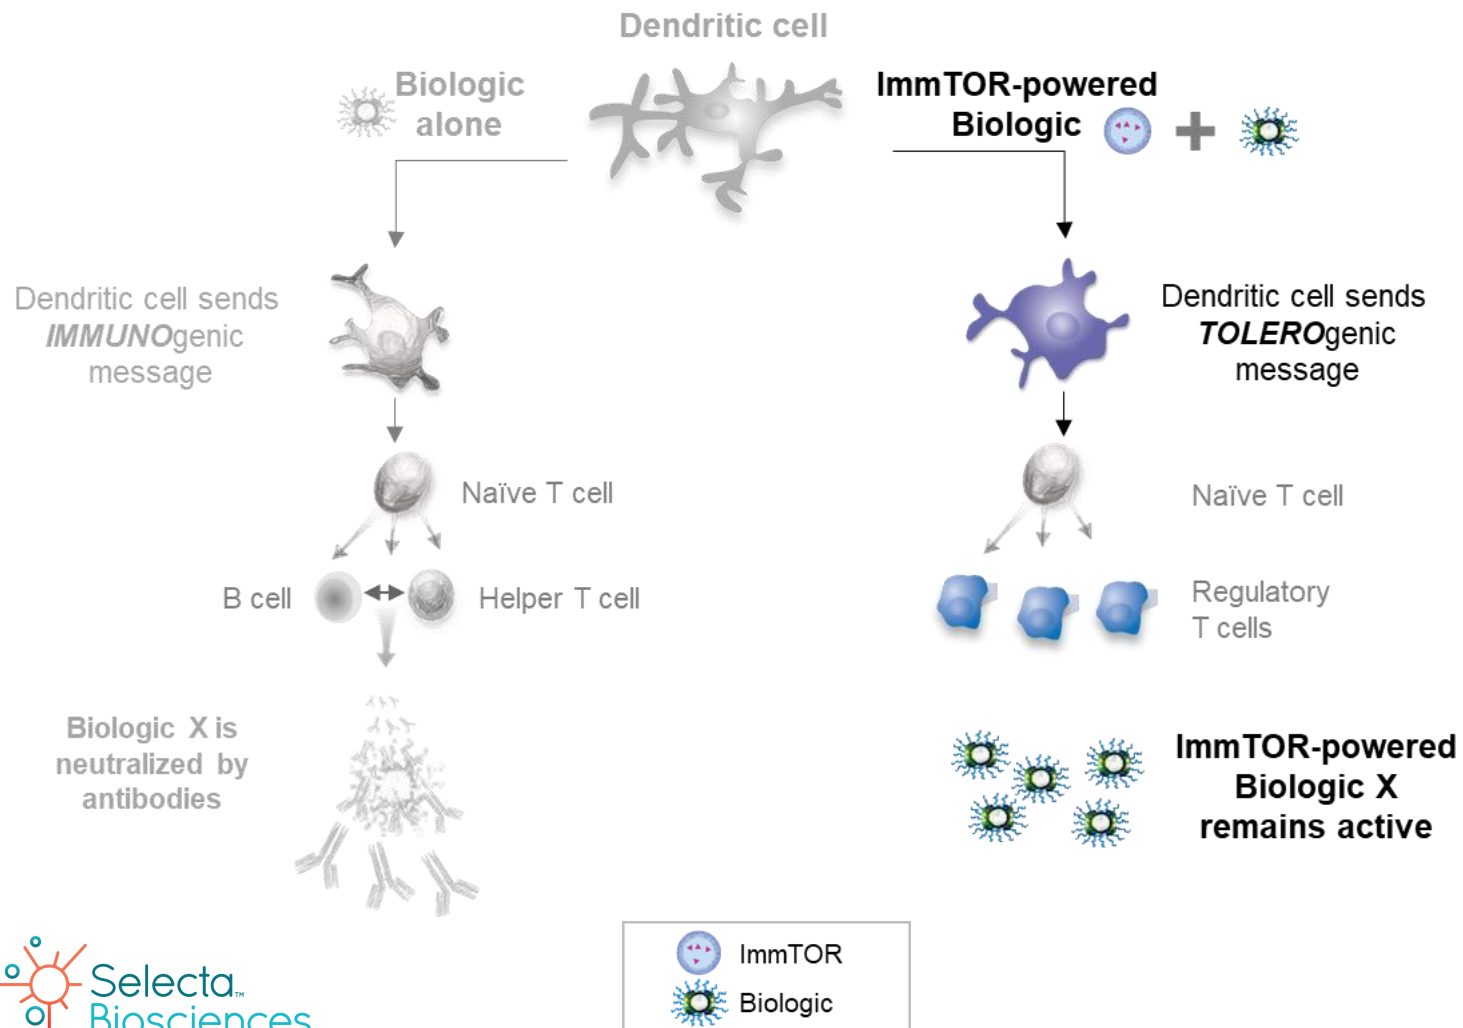 Dendritic cell
Biologic
alone
ImmTOR-powered
Biologic
Dendritic cell sends
IMMUNOgenic
message
Dendritic cell sends
TOLEROgenic
message
Naïve T cell
Naïve T cell
B cell
Helper T cell
Regulatory
T cells
Biologic X is
neutralized by
antibodies
ImmTOR-powered
Biologic X
remains active
ImmTOR
Biologic
Selecta™
Biosciences